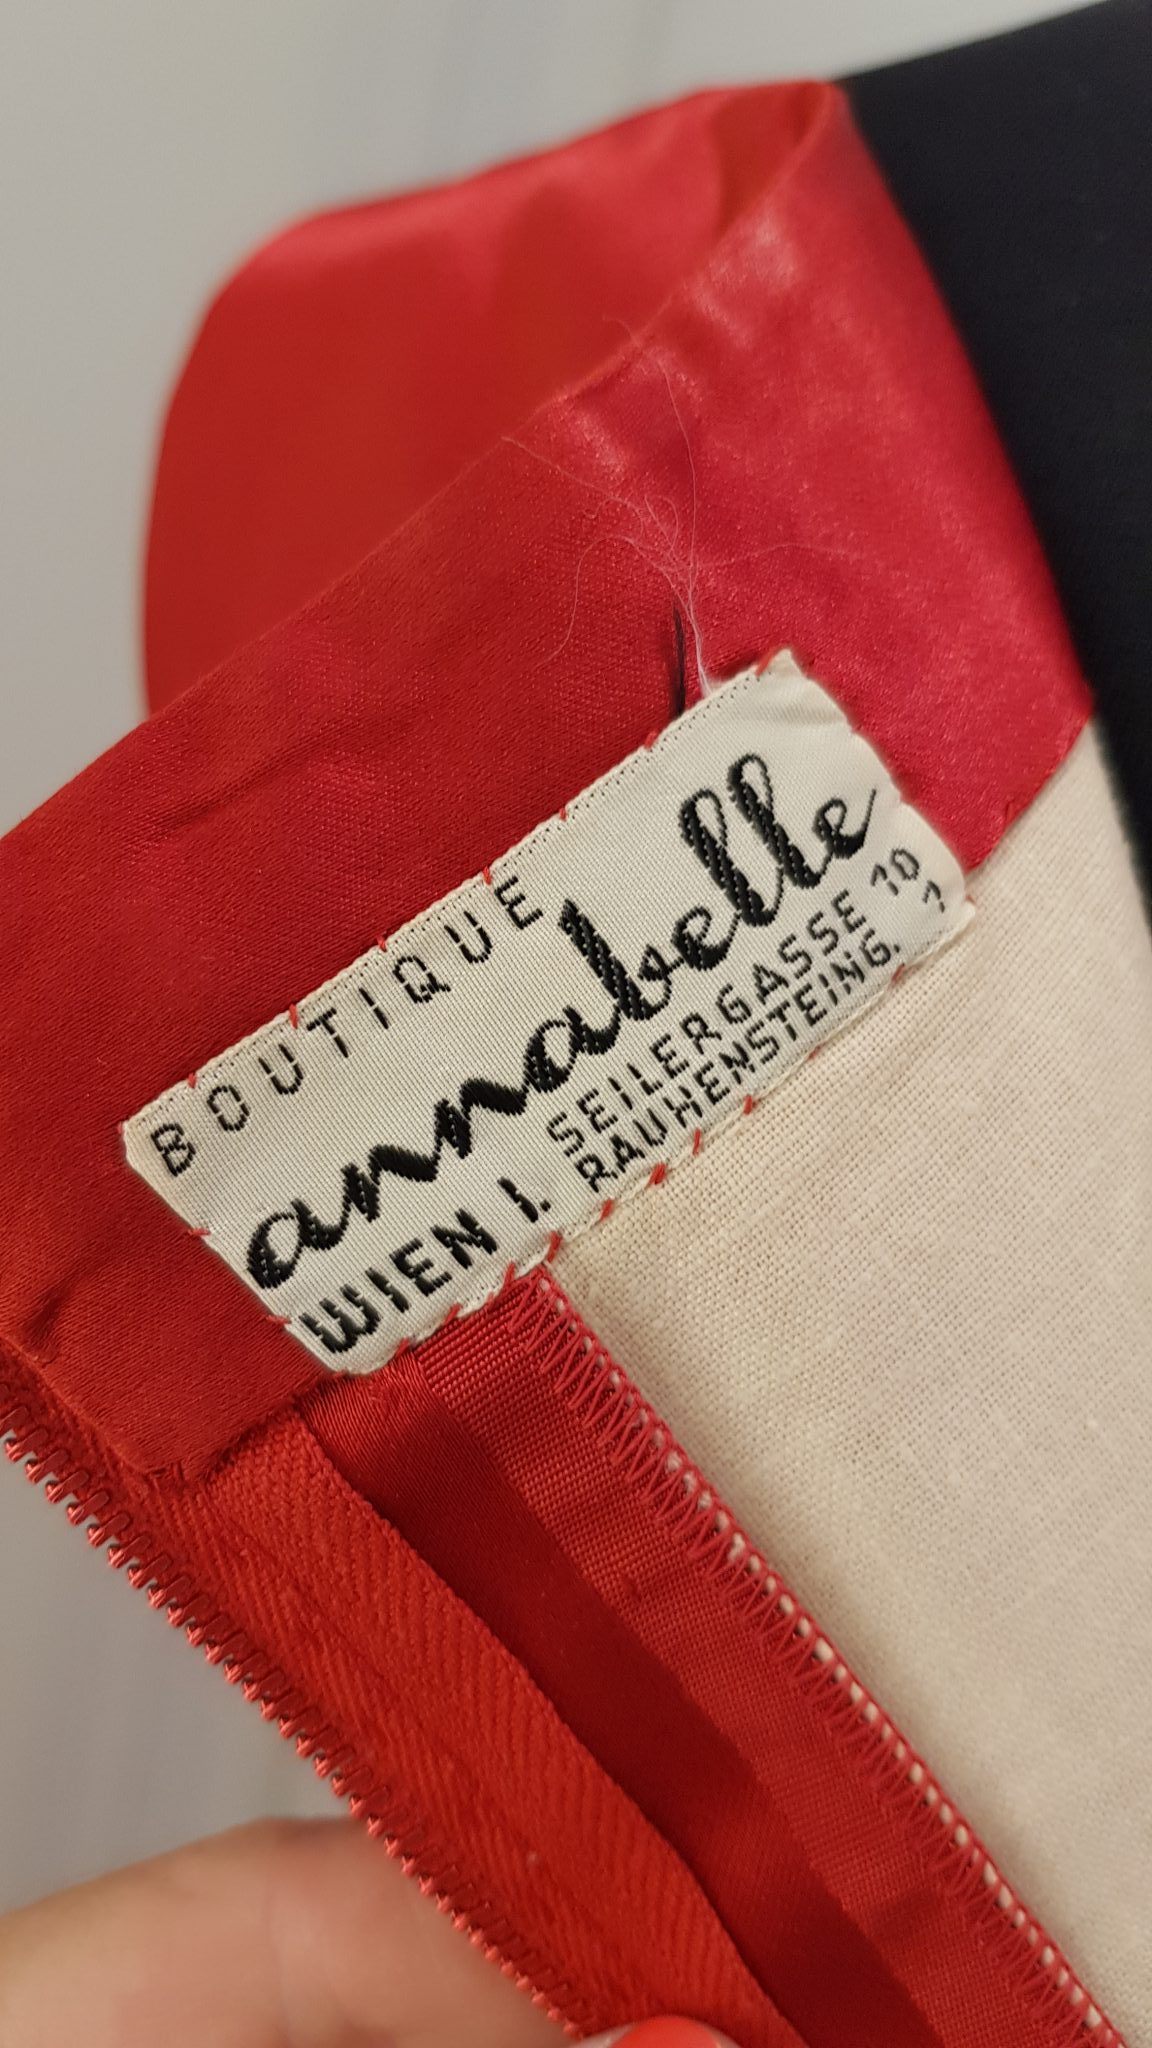 BOUTIQUE
annabelle
WIEN I. SEILERGASSE 10
RAUHENSTEING. 7